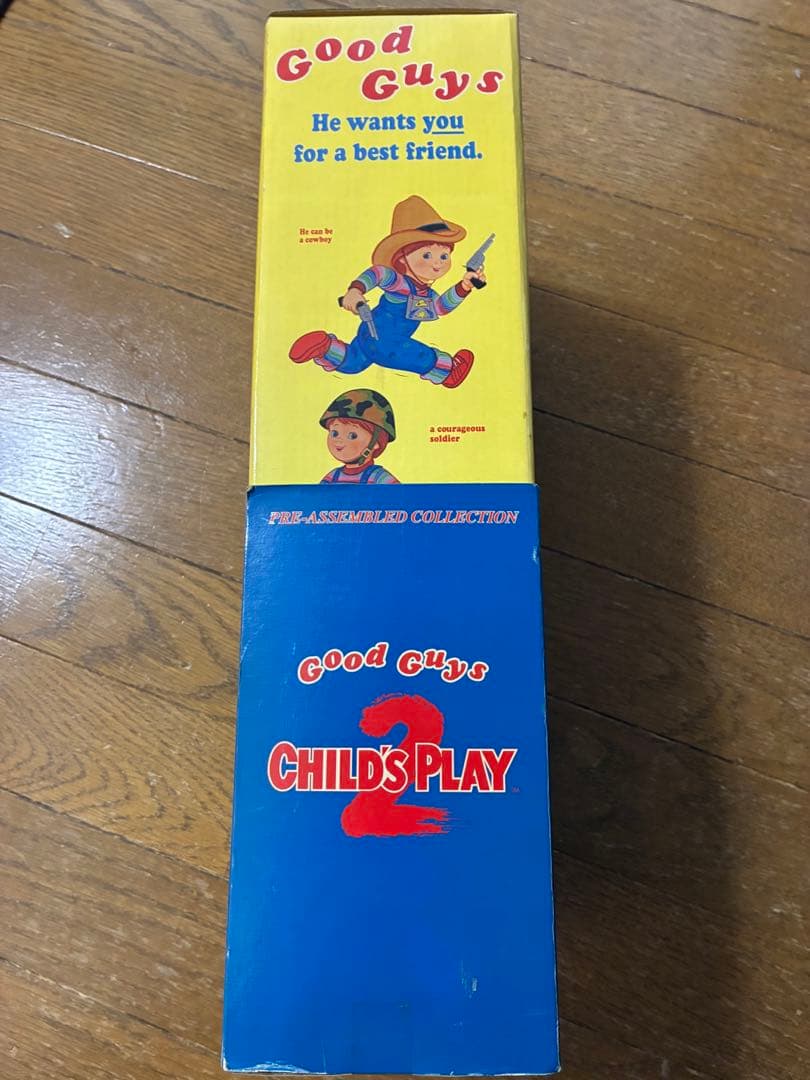 Good
Guys
He wants you
for a best friend.
He can be
a cowboy
a courageous
soldier
PRE-ASSEMBLED COLLECTION
Good Guys
2
CHILD'S PLAY